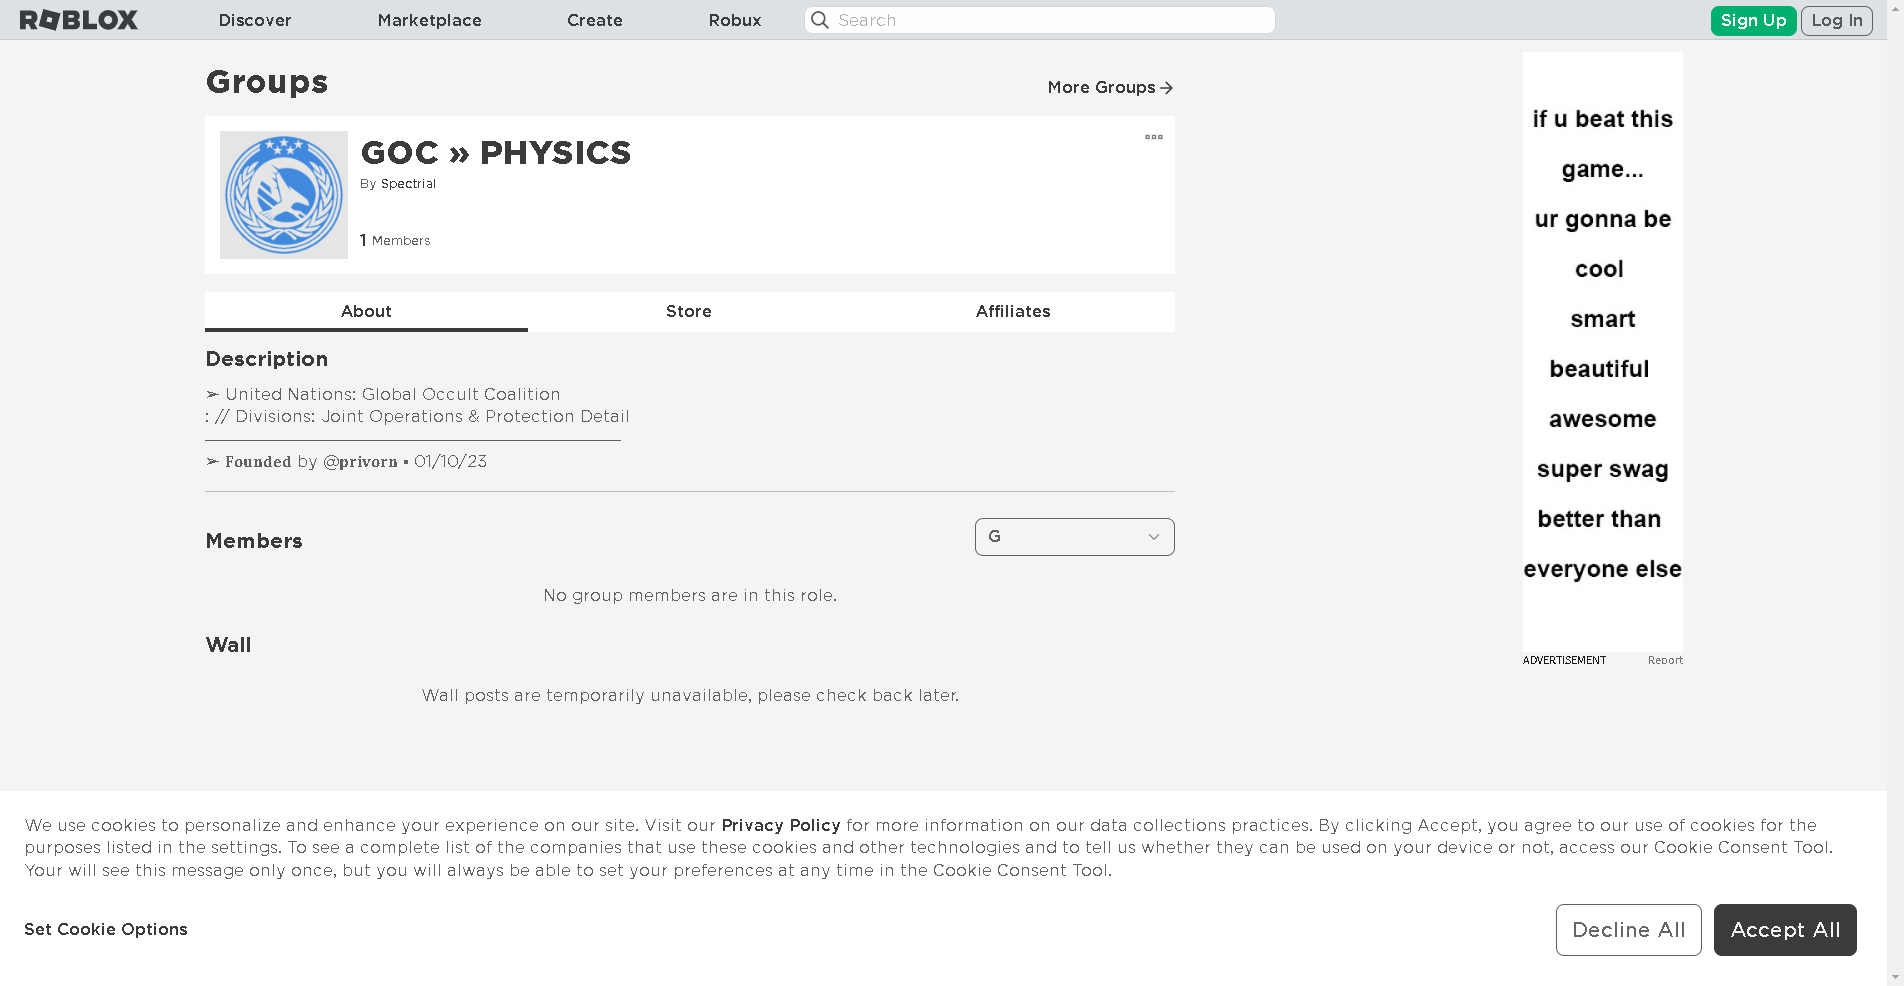 ROBLOX Discover Marketplace Create Robux Search Sign Up Log In
Groups
More Groups
GOC » PHYSICS
By Spectrial
1 Members
About Store Affiliates
Description
➢ United Nations: Global Occult Coalition
: // Divisions: Joint Operations & Protection Detail
➢ 𝐅𝐨𝐮𝐧𝐝𝐞𝐝 by @𝐩𝐫𝐢𝐯𝐨𝐫𝐧 ▪ 01/10/23
Members
G
No group members are in this role.
Wall
Wall posts are temporarily unavailable, please check back later.
if u beat this
game...
ur gonna be
cool
smart
beautiful
awesome
super swag
better than
everyone else
ADVERTISEMENT Report
We use cookies to personalize and enhance your experience on our site. Visit our Privacy Policy for more information on our data collections practices. By clicking Accept, you agree to our use of cookies for the
purposes listed in the settings. To see a complete list of the companies that use these cookies and other technologies and to tell us whether they can be used on your device or not, access our Cookie Consent Tool.
Your will see this message only once, but you will always be able to set your preferences at any time in the Cookie Consent Tool.
Set Cookie Options
Decline All
Accept All